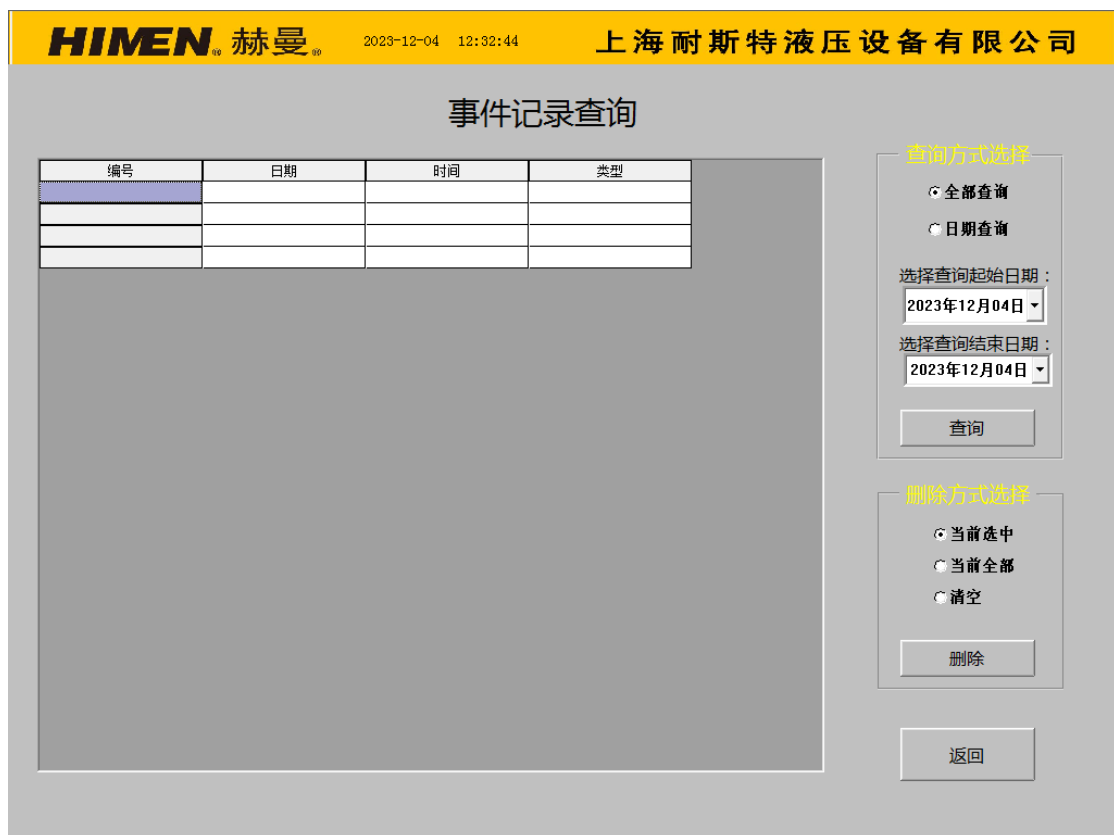 HIMEN® 赫曼® 2023-12-04 12:32:44 上海耐斯特液压设备有限公司
事件记录查询
编号 日期 时间 类型
查询方式选择
全部查询
日期查询
选择查询起始日期：
2023年12月04日
选择查询结束日期：
2023年12月04日
查询
删除方式选择
当前选中
当前全部
清空
删除
返回